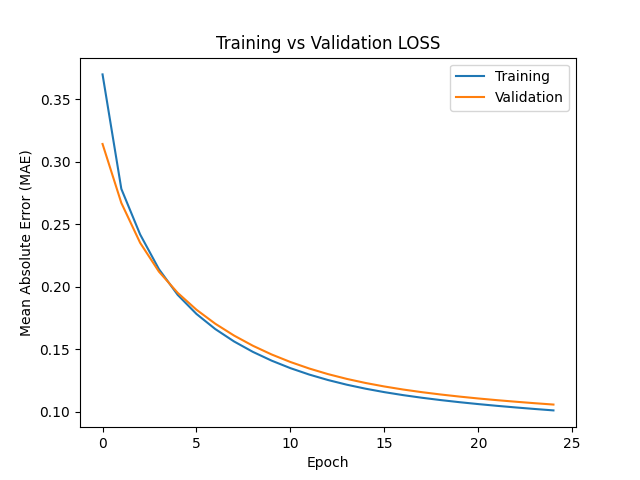 Training vs Validation LOSS
Training
Validation
Mean Absolute Error (MAE)
0.35
0.30
0.25
0.20
0.15
0.10
0 5 10 15 20 25
Epoch